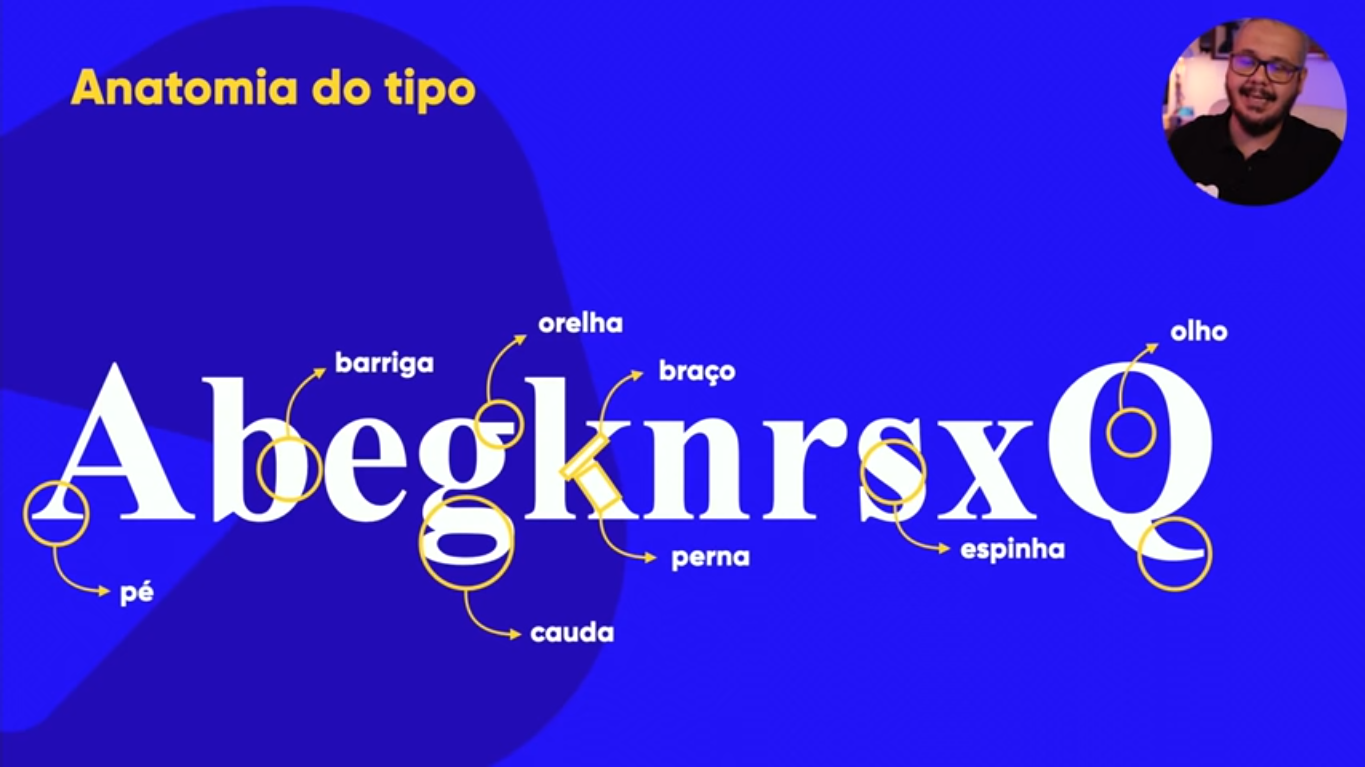 Anatomia do tipo
orelha
olho
barriga
braço
AbegknrsxQ
espinha
perna
pé
cauda